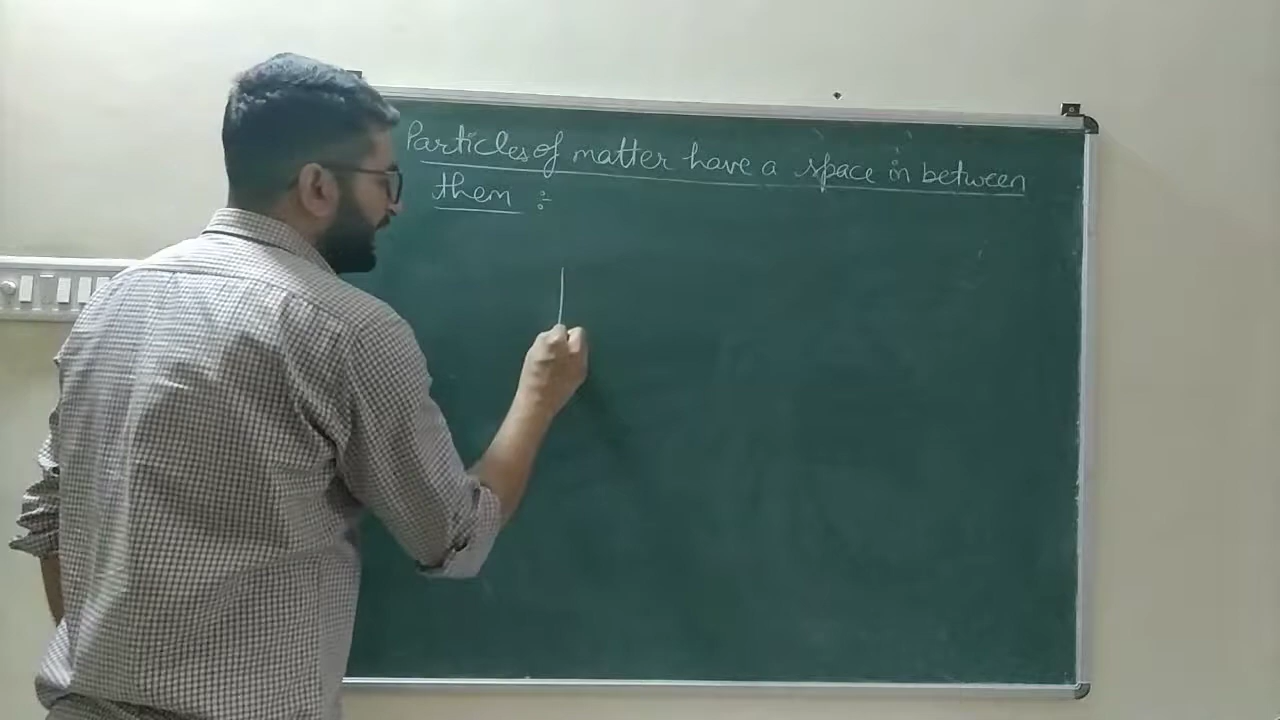 Particles of matter have a space in between
them :